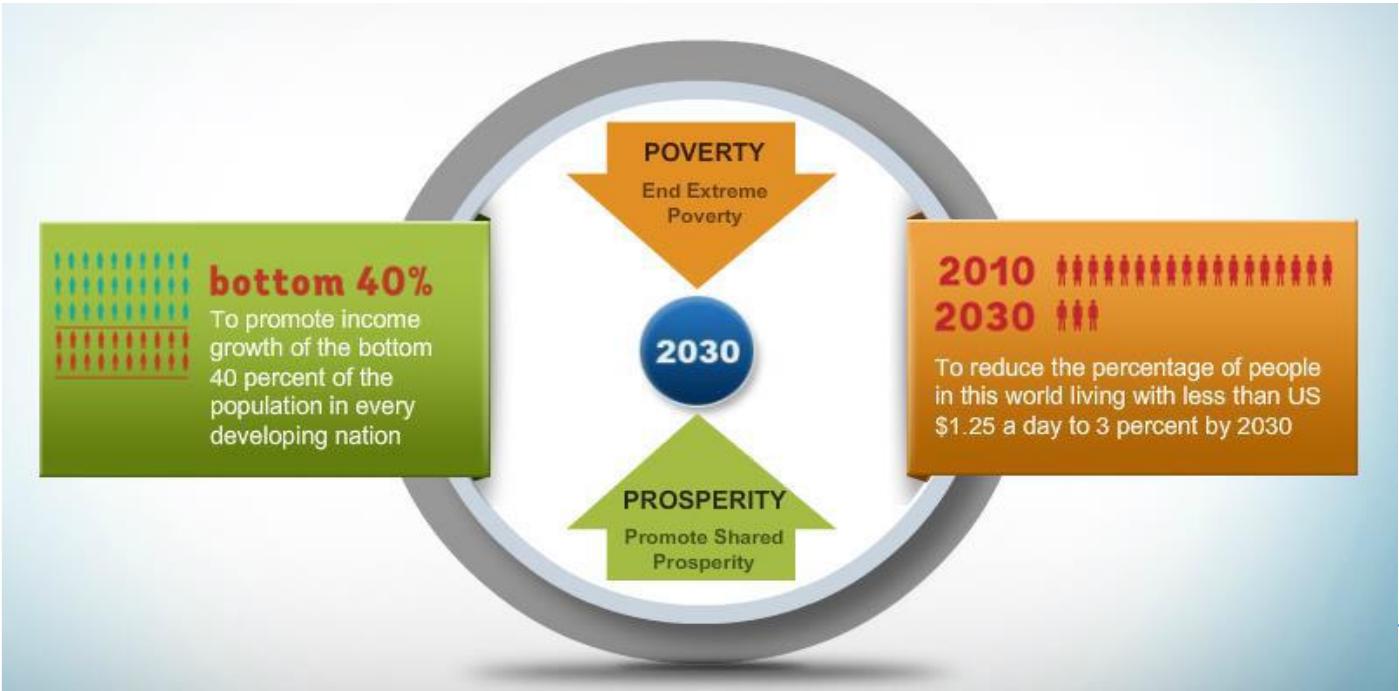 bottom 40%
To promote income
growth of the bottom
40 percent of the
population in every
developing nation
POVERTY
End Extreme
Poverty
2030
PROSPERITY
Promote Shared
Prosperity
2010
2030
To reduce the percentage of people
in this world living with less than US
$1.25 a day to 3 percent by 2030